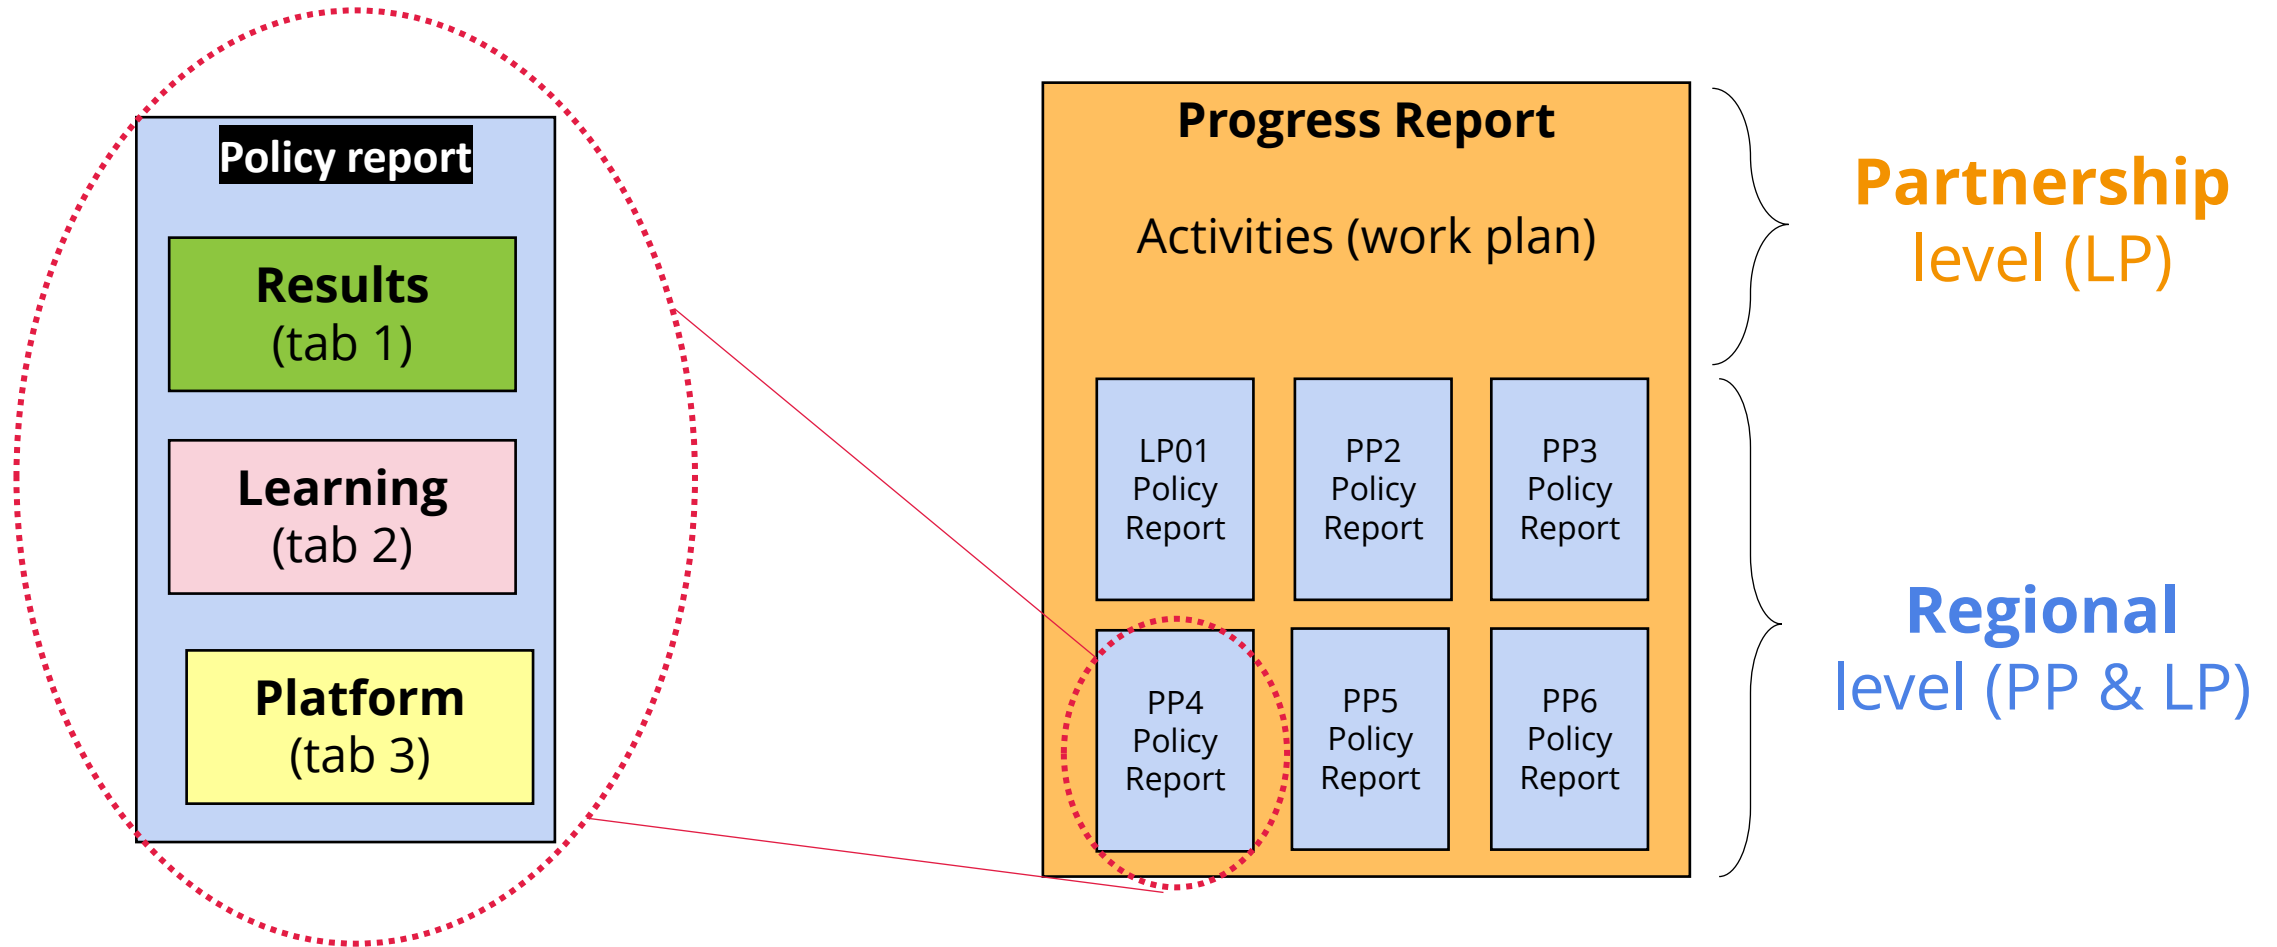 Policy report
Results
(tab 1)
Learning
(tab 2)
Platform
(tab 3)
Progress Report
Activities (work plan)
LP01
Policy
Report
PP2
Policy
Report
PP3
Policy
Report
PP4
Policy
Report
PP5
Policy
Report
PP6
Policy
Report
Partnership
level (LP)
Regional
level (PP & LP)